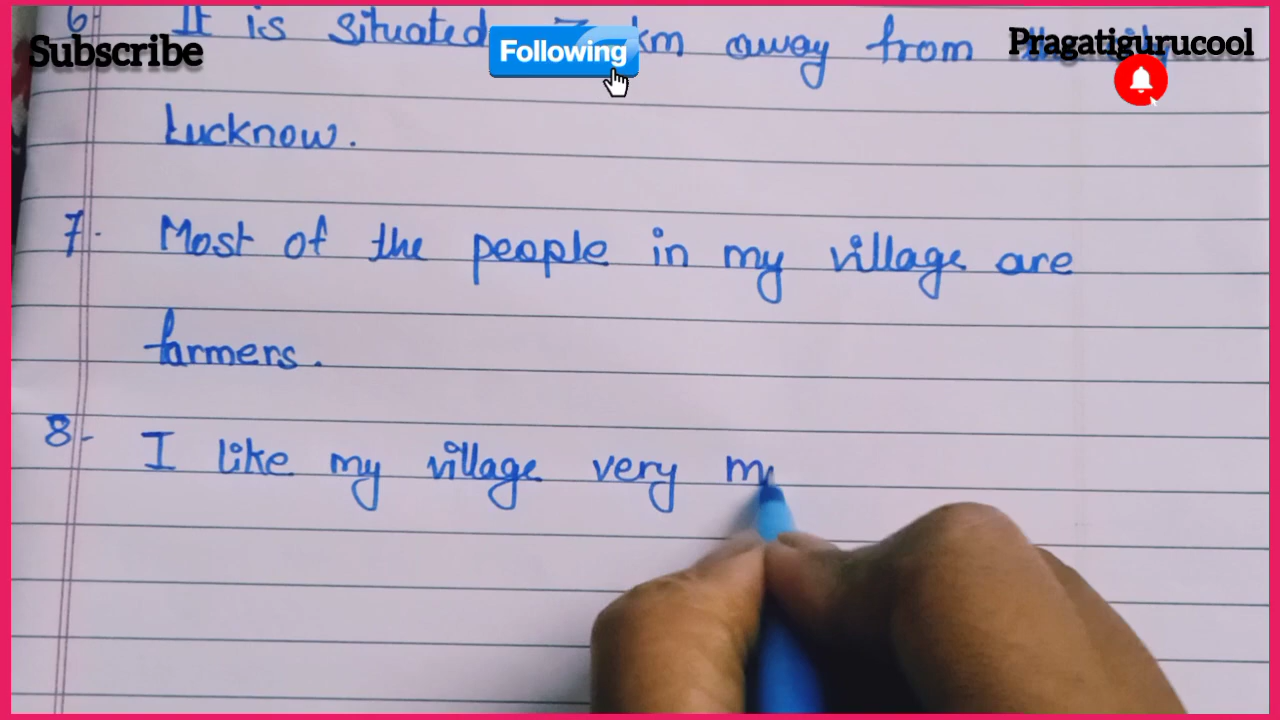 6 It is situated km away from
Subscribe Following Pragatigurucool
Lucknow.
7. Most of the people in my village are
farmers.
8- I like my village very